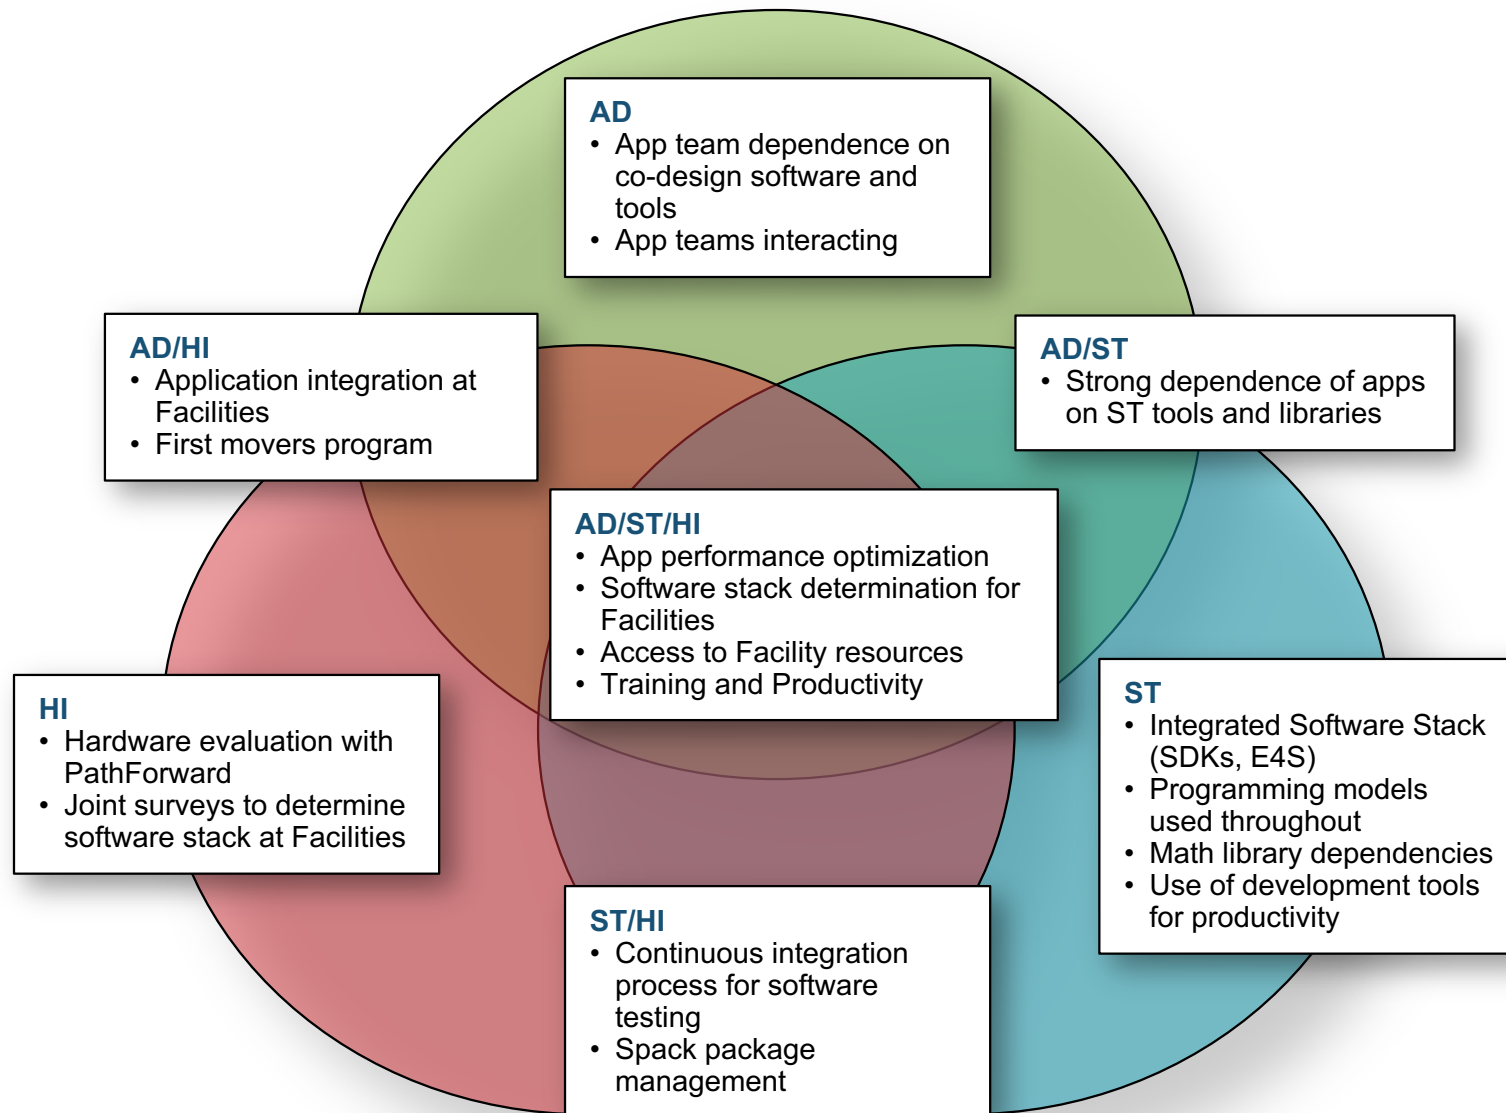 AD
• App team dependence on
co-design software and
tools
• App teams interacting
AD/HI
• Application integration at
Facilities
• First movers program
AD/ST
• Strong dependence of apps
on ST tools and libraries
AD/ST/HI
• App performance optimization
• Software stack determination for
Facilities
• Access to Facility resources
• Training and Productivity
HI
• Hardware evaluation with
PathForward
• Joint surveys to determine
software stack at Facilities
ST
• Integrated Software Stack
(SDKs, E4S)
• Programming models
used throughout
• Math library dependencies
• Use of development tools
for productivity
ST/HI
• Continuous integration
process for software
testing
• Spack package
management